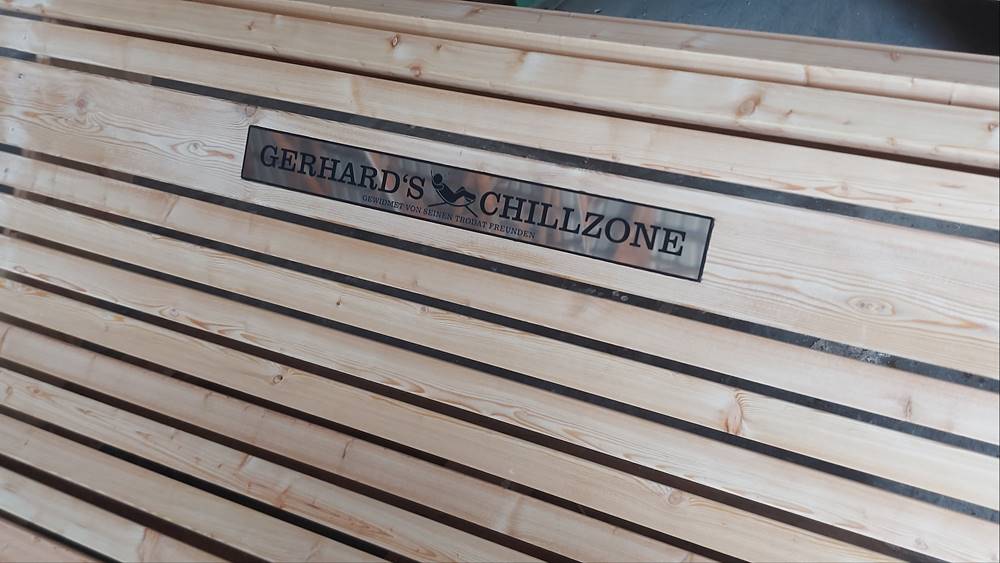 GERHARD'S CHILLZONE
GEWIDMET VON SEINEN TRODAT FREUNDEN